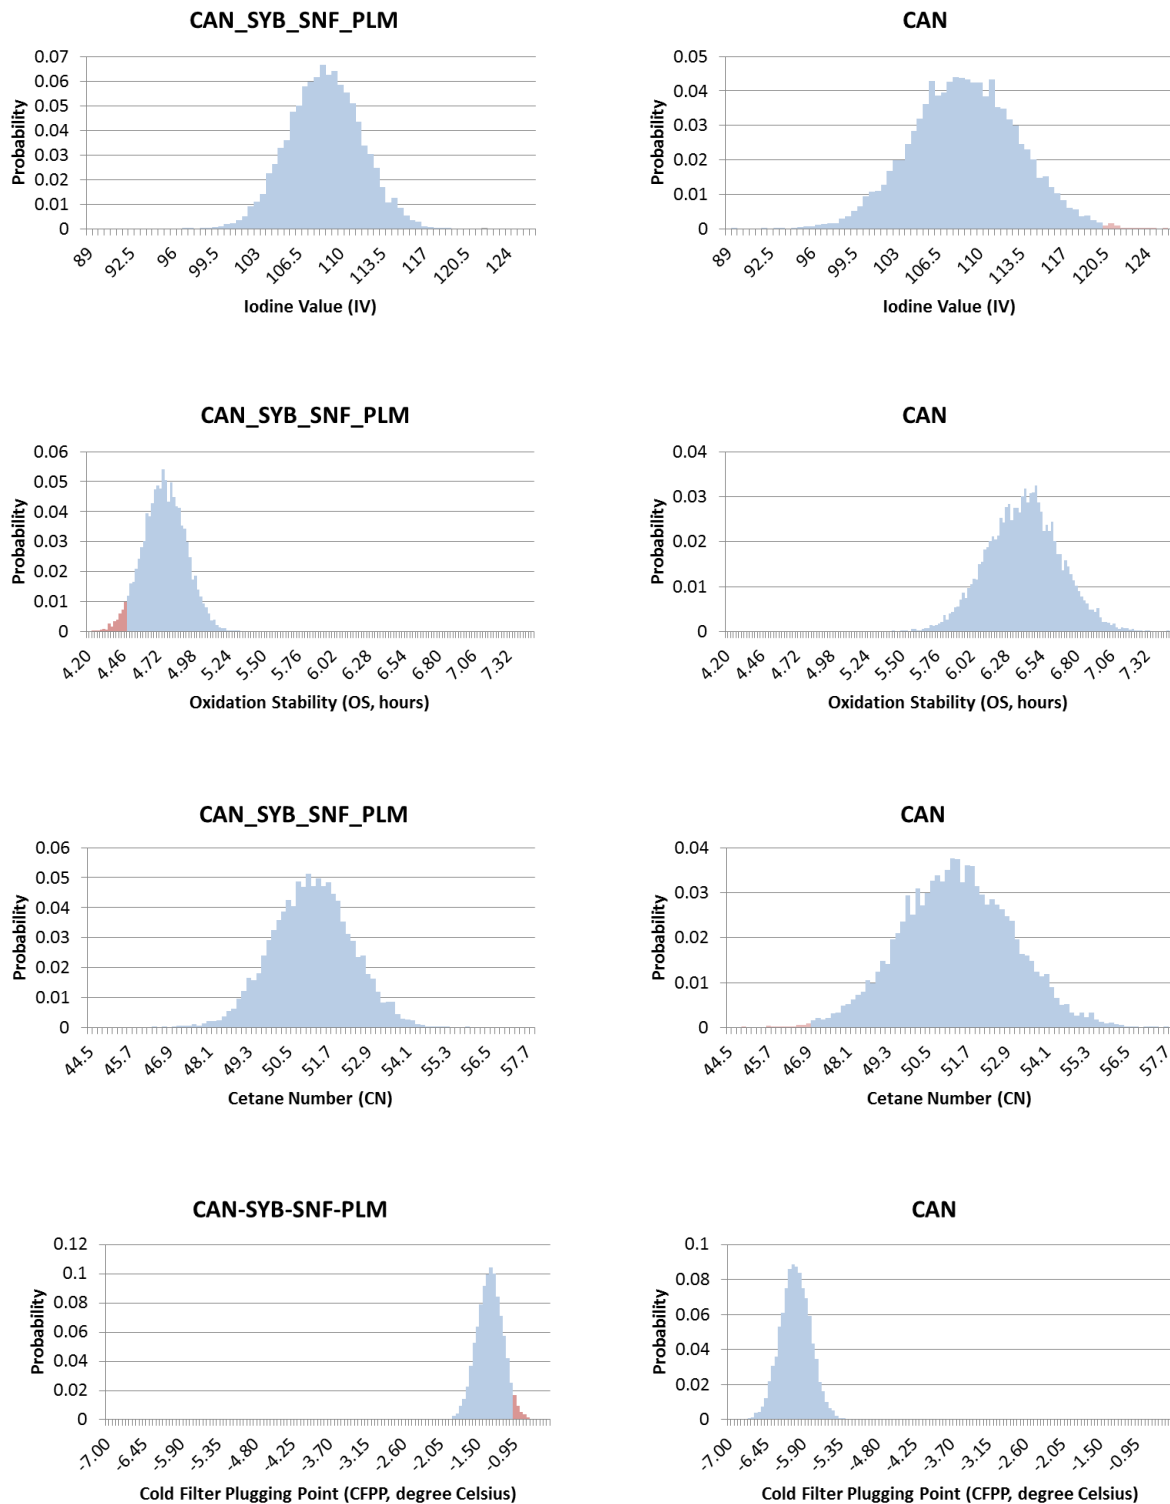 CAN_SYB_SNF_PLM
Probability
0.07
0.06
0.05
0.04
0.03
0.02
0.01
0
89 92.5 96 99.5 103 106.5 110 113.5 117 120.5 124
Iodine Value (IV)
CAN
Probability
0.05
0.04
0.03
0.02
0.01
0
89 92.5 96 99.5 103 106.5 110 113.5 117 120.5 124
Iodine Value (IV)
CAN_SYB_SNF_PLM
Probability
0.06
0.05
0.04
0.03
0.02
0.01
0
4.20 4.46 4.72 4.98 5.24 5.50 5.76 6.02 6.28 6.54 6.80 7.06 7.32
Oxidation Stability (OS, hours)
CAN
Probability
0.04
0.03
0.02
0.01
0
4.20 4.46 4.72 4.98 5.24 5.50 5.76 6.02 6.28 6.54 6.80 7.06 7.32
Oxidation Stability (OS, hours)
CAN_SYB_SNF_PLM
Probability
0.06
0.05
0.04
0.03
0.02
0.01
0
44.5 45.7 46.9 48.1 49.3 50.5 51.7 52.9 54.1 55.3 56.5 57.7
Cetane Number (CN)
CAN
Probability
0.04
0.03
0.02
0.01
0
44.5 45.7 46.9 48.1 49.3 50.5 51.7 52.9 54.1 55.3 56.5 57.7
Cetane Number (CN)
CAN-SYB-SNF-PLM
Probability
0.12
0.1
0.08
0.06
0.04
0.02
0
-7.00 -6.45 -5.90 -5.35 -4.80 -4.25 -3.70 -3.15 -2.60 -2.05 -1.50 -0.95
Cold Filter Plugging Point (CFPP, degree Celsius)
CAN
Probability
0.1
0.08
0.06
0.04
0.02
0
-7.00 -6.45 -5.90 -5.35 -4.80 -4.25 -3.70 -3.15 -2.60 -2.05 -1.50 -0.95
Cold Filter Plugging Point (CFPP, degree Celsius)